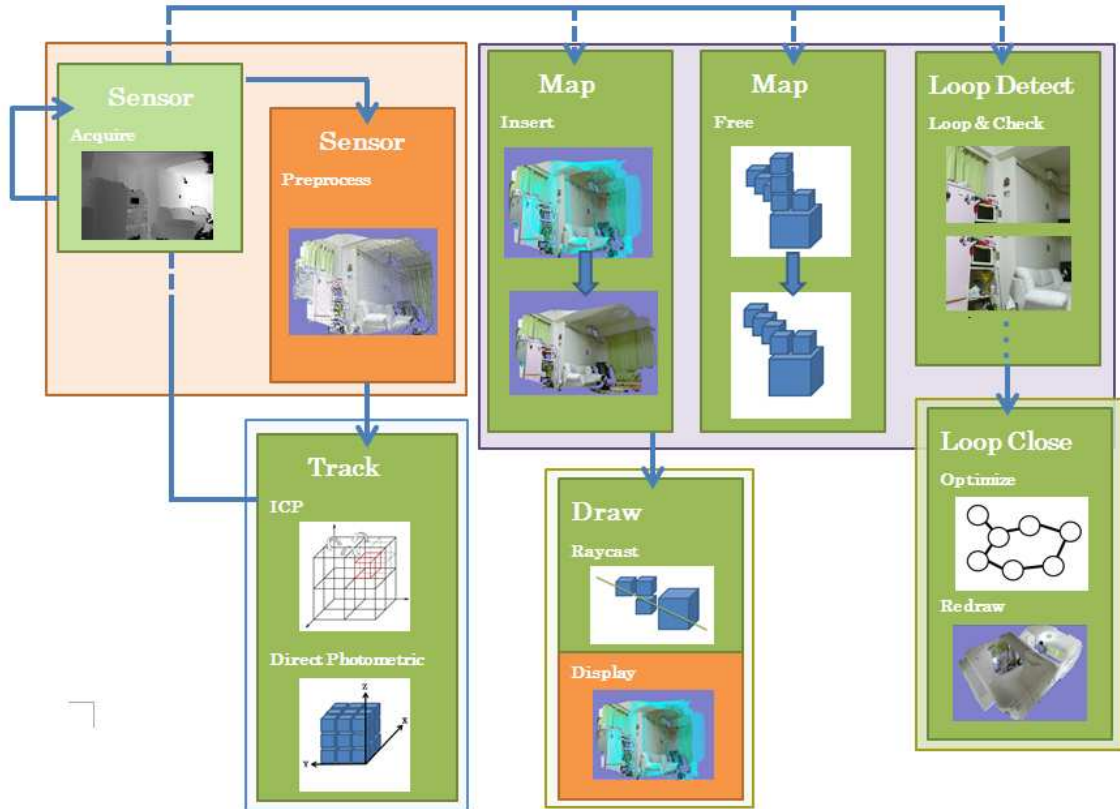 Sensor
Acquire
Sensor
Preprocess
Track
ICP
Direct Photometric
Z
X
Y
Map
Insert
Map
Free
Loop Detect
Loop & Check
Draw
Raycast
Display
Loop Close
Optimize
Redraw